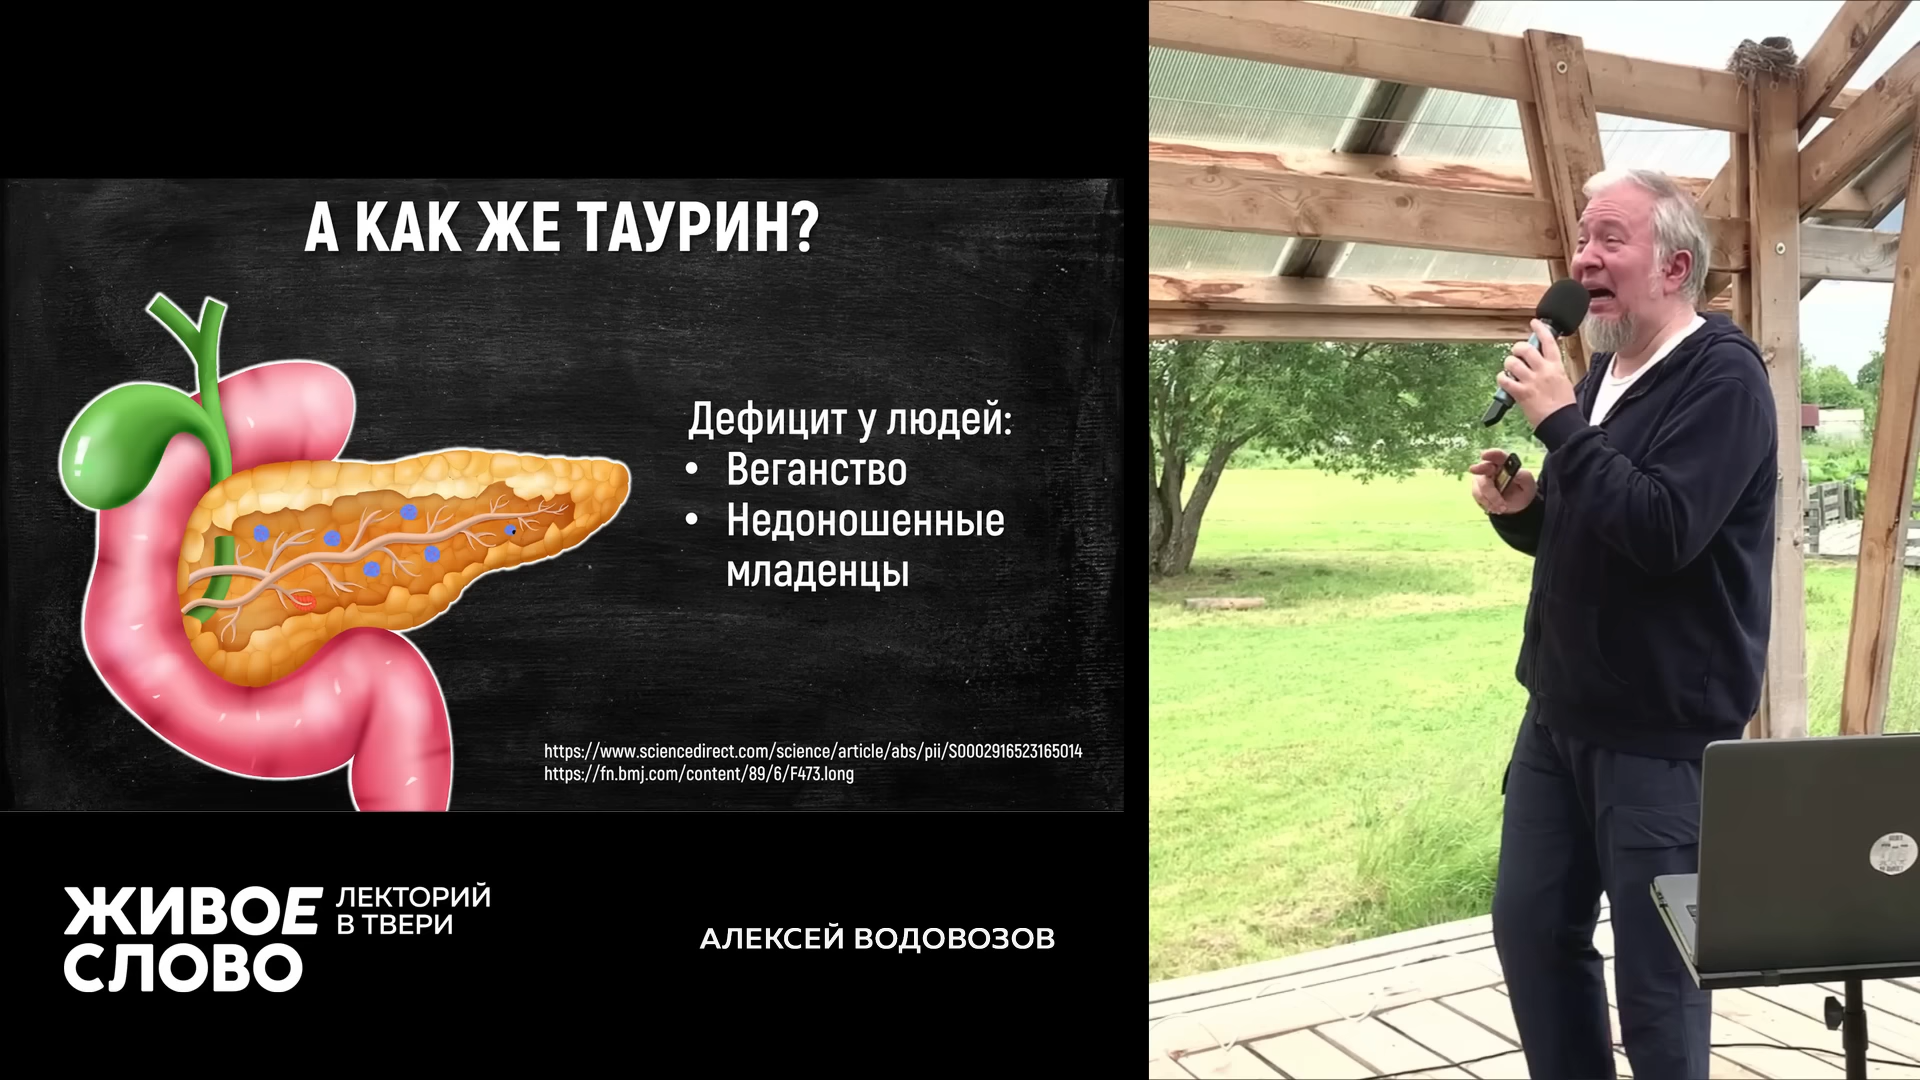 А КАК ЖЕ ТАУРИН?
Дефицит у людей:
• Веганство
• Недоношенные
младенцы
https://www.sciencedirect.com/science/article/abs/pii/S0002916523165014
https://fn.bmj.com/content/89/6/F473.long
ЖИВОЕ
СЛОВО
ЛЕКТОРИЙ
В ТВЕРИ
АЛЕКСЕЙ ВОДОВОЗОВ